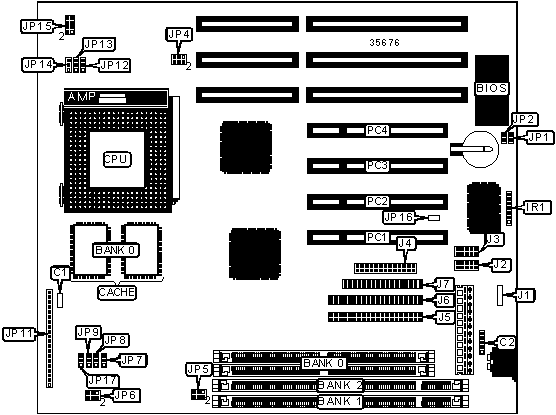 JP15
2
JP13
JP14
JP12
JP4
2
35676
AMP
BIOS
JP2
JP1
PC4
CPU
PC3
PC2
IR1
JP16
BANK 0
PC1
J3
J4
J2
C1
CACHE
J7
J1
J6
J5
JP11
JP9
JP8
C2
JP7
BANK 0
JP5
JP17
BANK 2
JP6
2
2
BANK 1